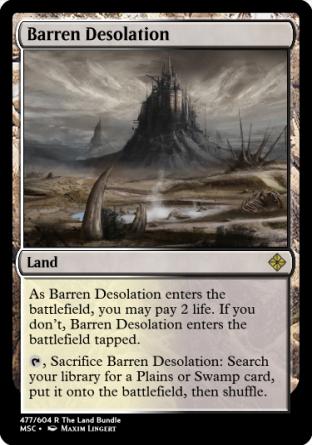 Barren Desolation
Land
As Barren Desolation enters the
battlefield, you may pay 2 life. If you
don't, Barren Desolation enters the
battlefield tapped.
, Sacrifice Barren Desolation: Search
your library for a Plains or Swamp card,
put it onto the battlefield, then shuffle.
477/604 R The Land Bundle
MSC • Maxim Lingert